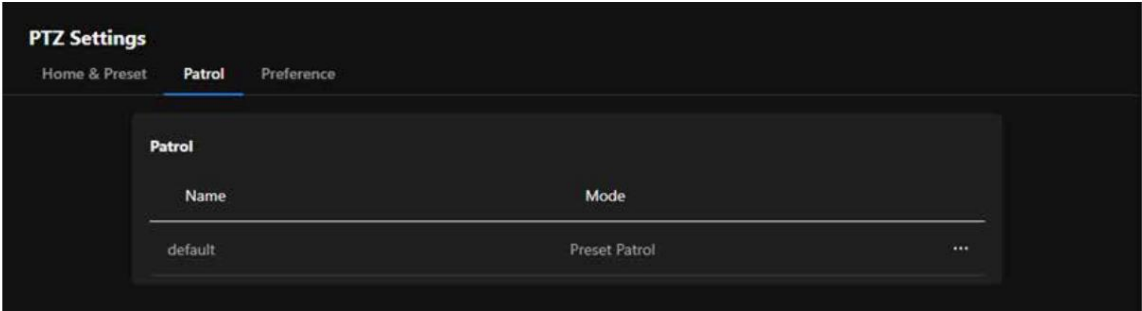 PTZ Settings
Home & Preset Patrol Preference
Patrol
Name Mode
default Preset Patrol ...